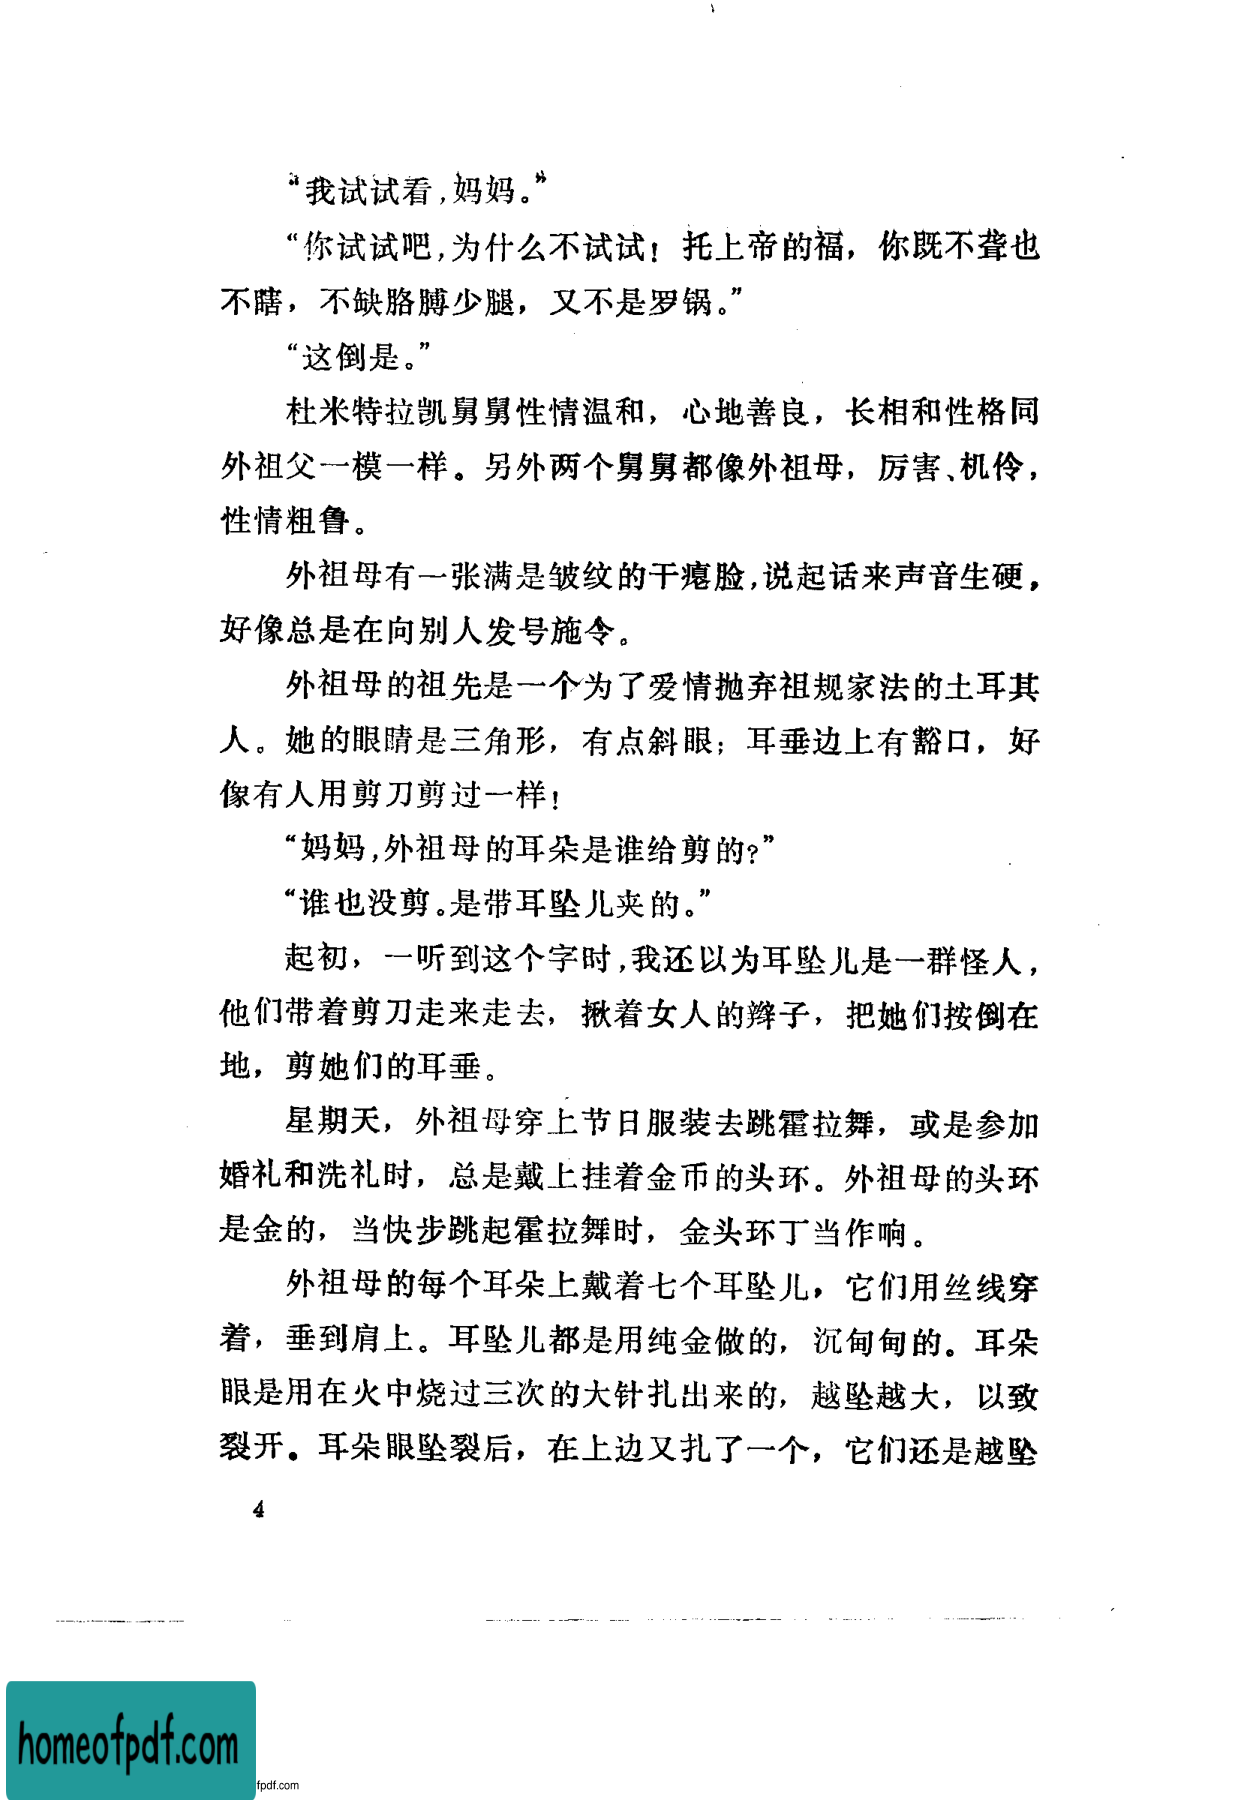 “我试试看,妈妈。”
“你试试吧,为什么不试试！托上帝的福，你既不聋也
不瞎，不缺胳膊少腿，又不是罗锅。”
“这倒是。”
杜米特拉凯舅舅性情温和，心地善良，长相和性格同
外祖父一模一样。另外两个舅舅都像外祖母，厉害、机伶，
性情粗鲁。
外祖母有一张满是皱纹的干瘪脸,说起话来声音生硬，
好像总是在向别人发号施令。
外祖母的祖先是一个为了爱情抛弃祖规家法的土耳其
人。她的眼睛是三角形，有点斜眼；耳垂边上有豁口，好
像有人用剪刀剪过一样！
“妈妈,外祖母的耳朵是谁给剪的?”
“谁也没剪。是带耳坠儿夹的。”
起初，一听到这个字时,我还以为耳坠儿是一群怪人，
他们带着剪刀走来走去，揪着女人的辫子，把她们按倒在
地，剪她们的耳垂。
星期天，外祖母穿上节日服装去跳霍拉舞，或是参加
婚礼和洗礼时，总是戴上挂着金币的头环。外祖母的头环
是金的，当快步跳起霍拉舞时，金头环丁当作响。
外祖母的每个耳朵上戴着七个耳坠儿，它们用丝线穿
着，垂到肩上。耳坠儿都是用纯金做的，沉甸甸的。耳朵
眼是用在火中烧过三次的大针扎出来的，越坠越大，以致
裂开。耳朵眼坠裂后，在上边又扎了一个，它们还是越坠
4
homeofpdf.com
fpdf.com